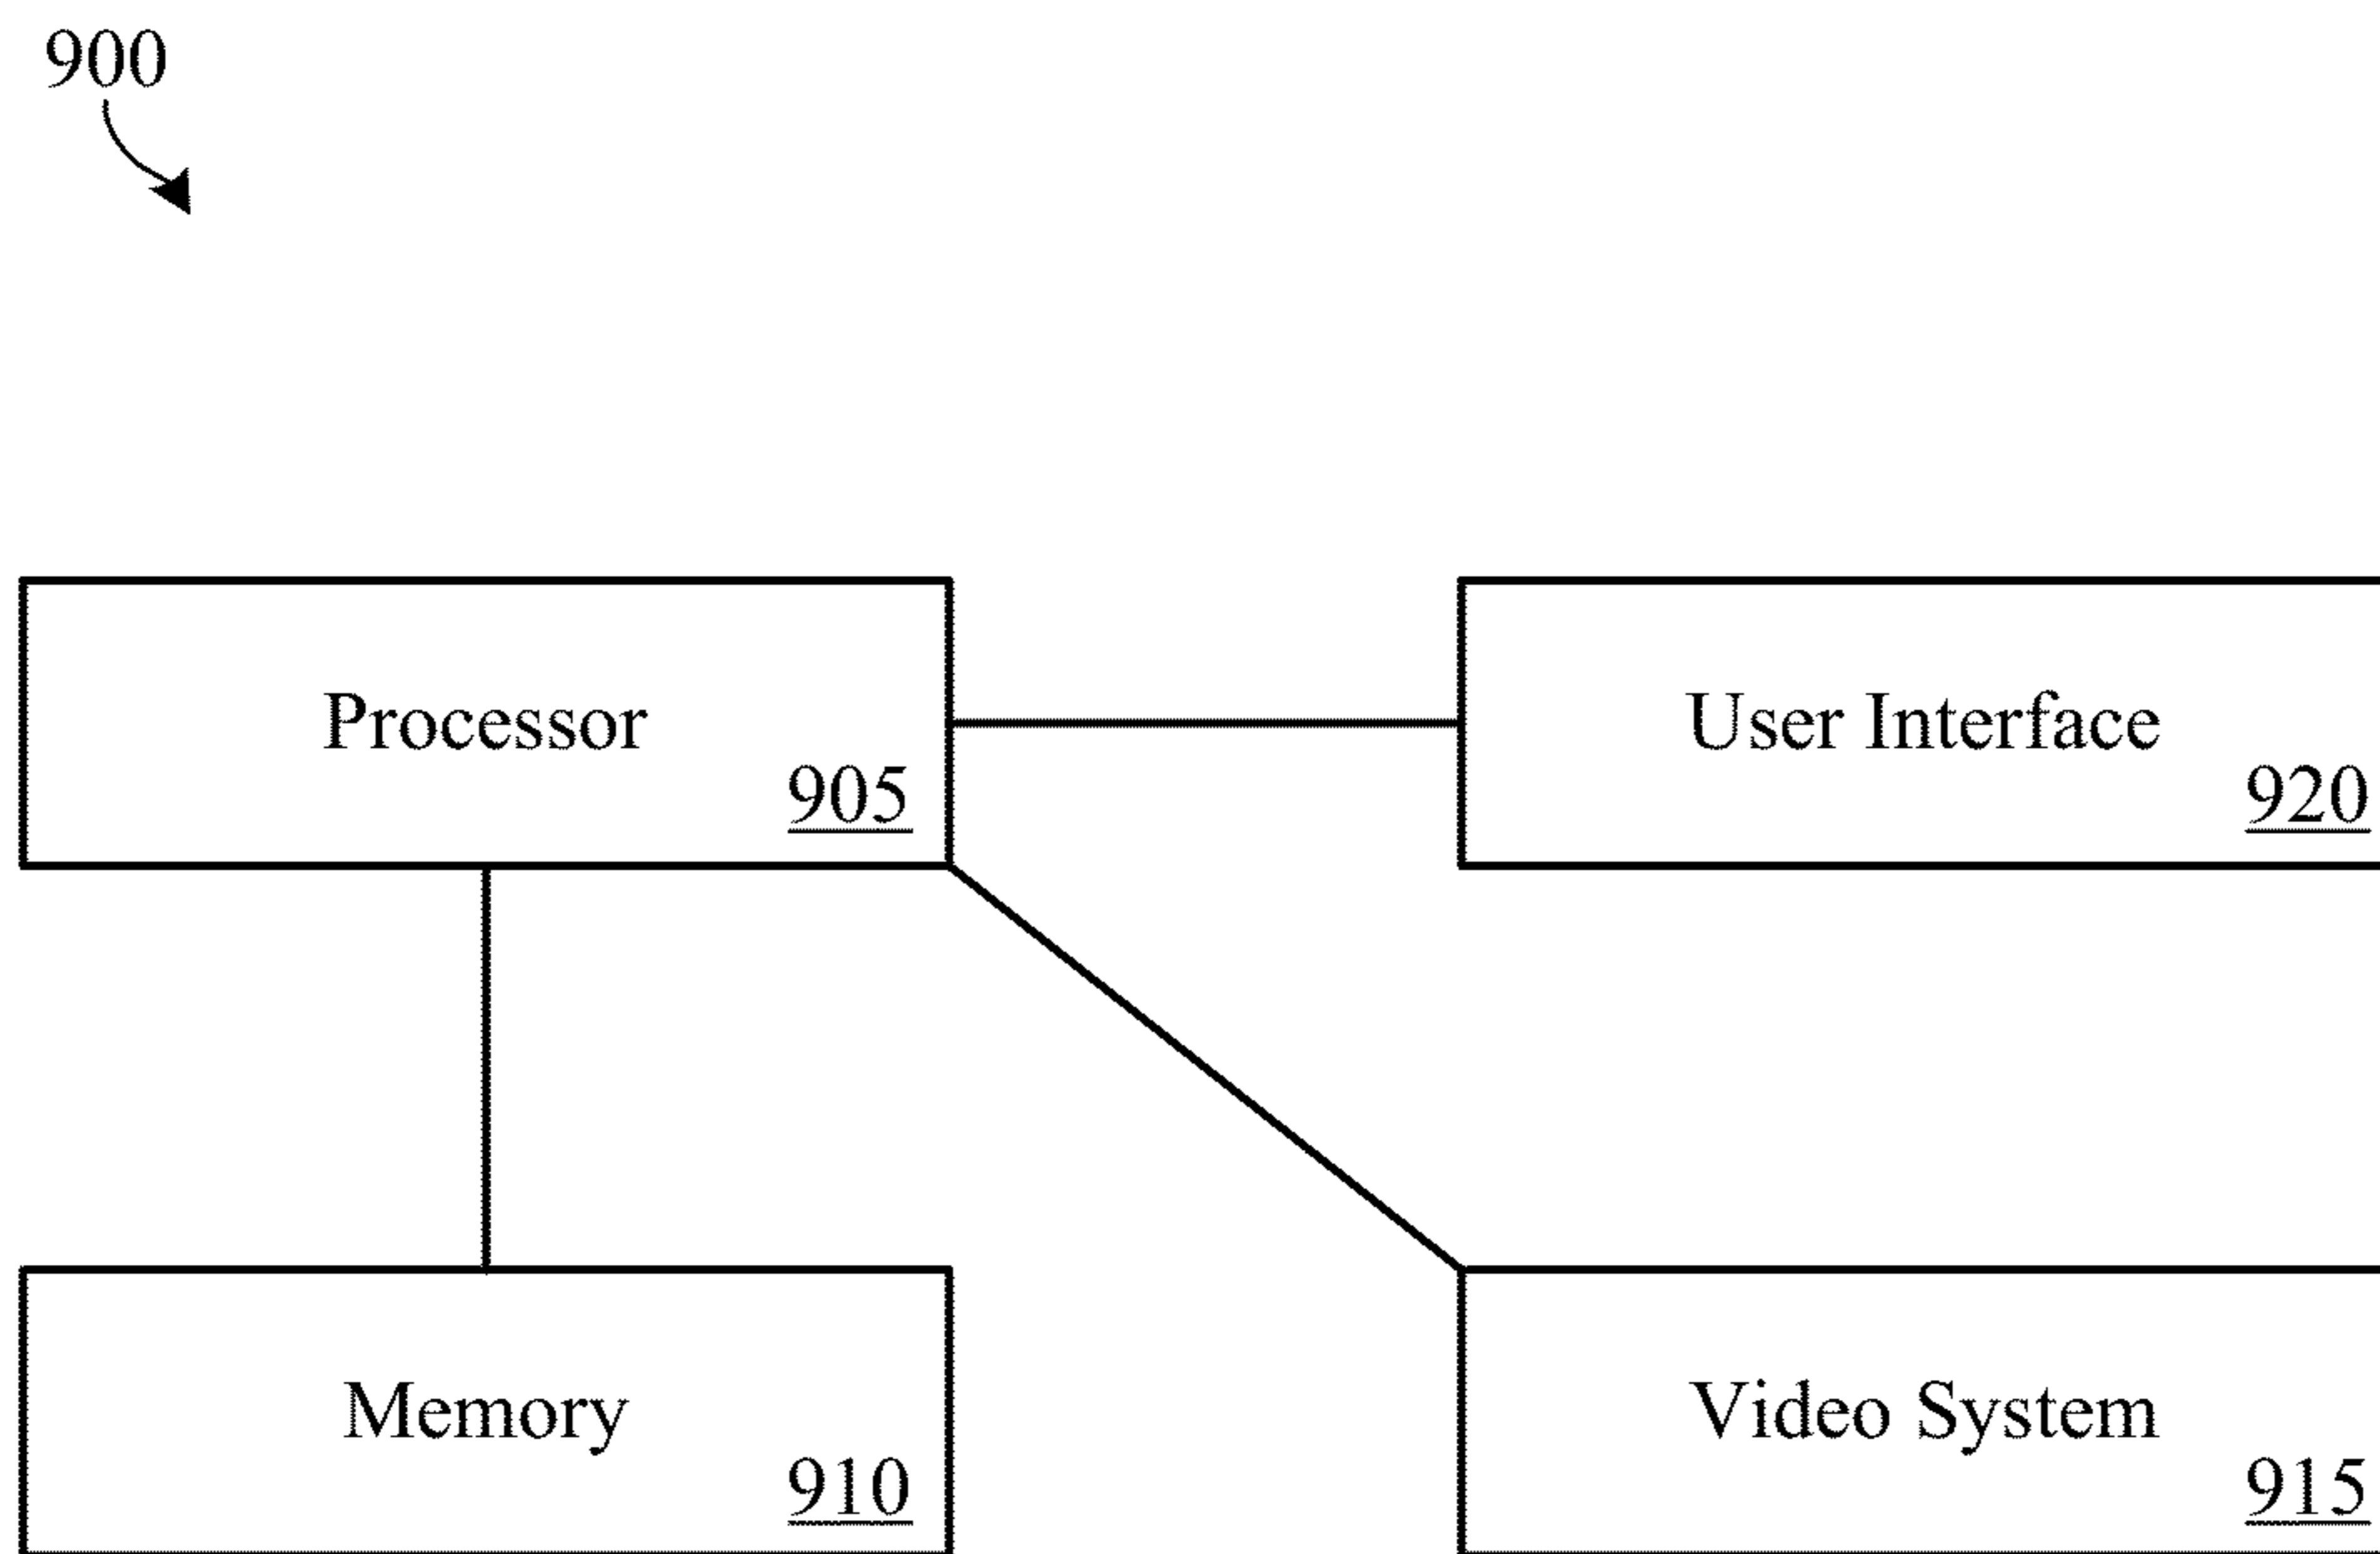 900
Processor
905
User Interface
920
Memory
910
Video System
915